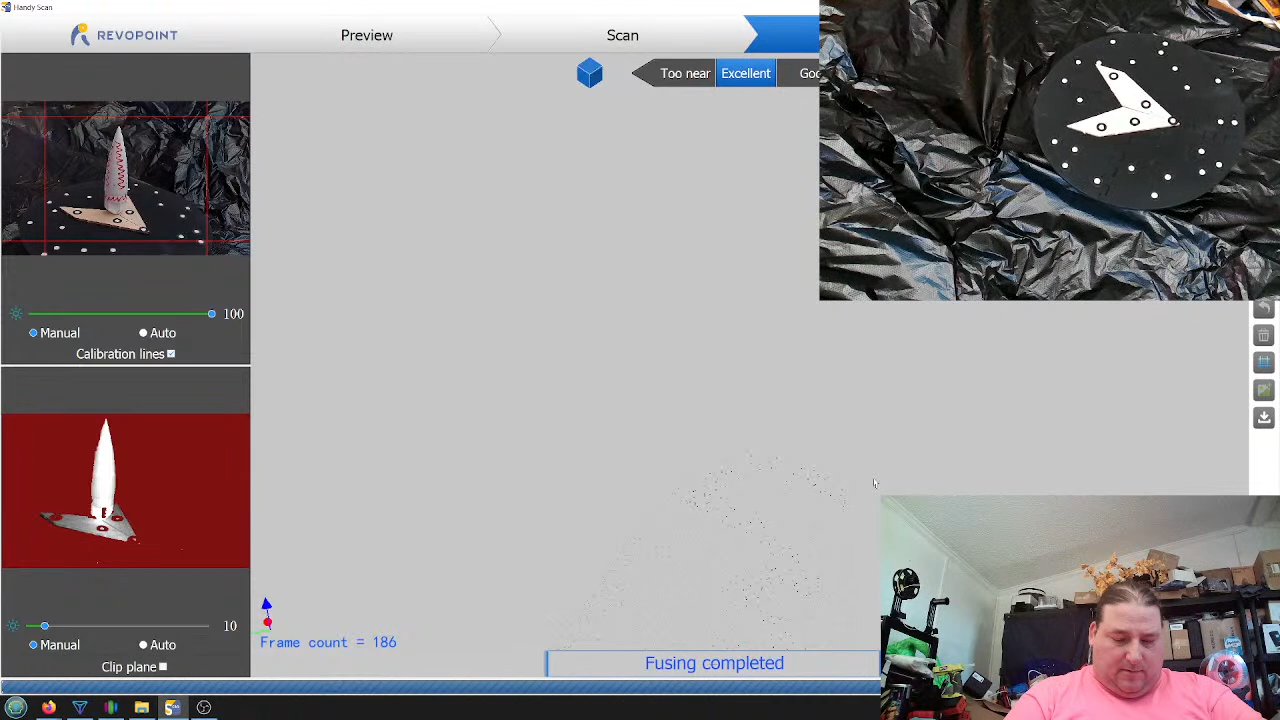 Handy Scan
REVOPOINT
Preview
Scan
Too near
Excellent
Goo
100
Manual
Auto
Calibration lines
10
Manual
Auto
Clip plane
Frame count = 186
Fusing completed